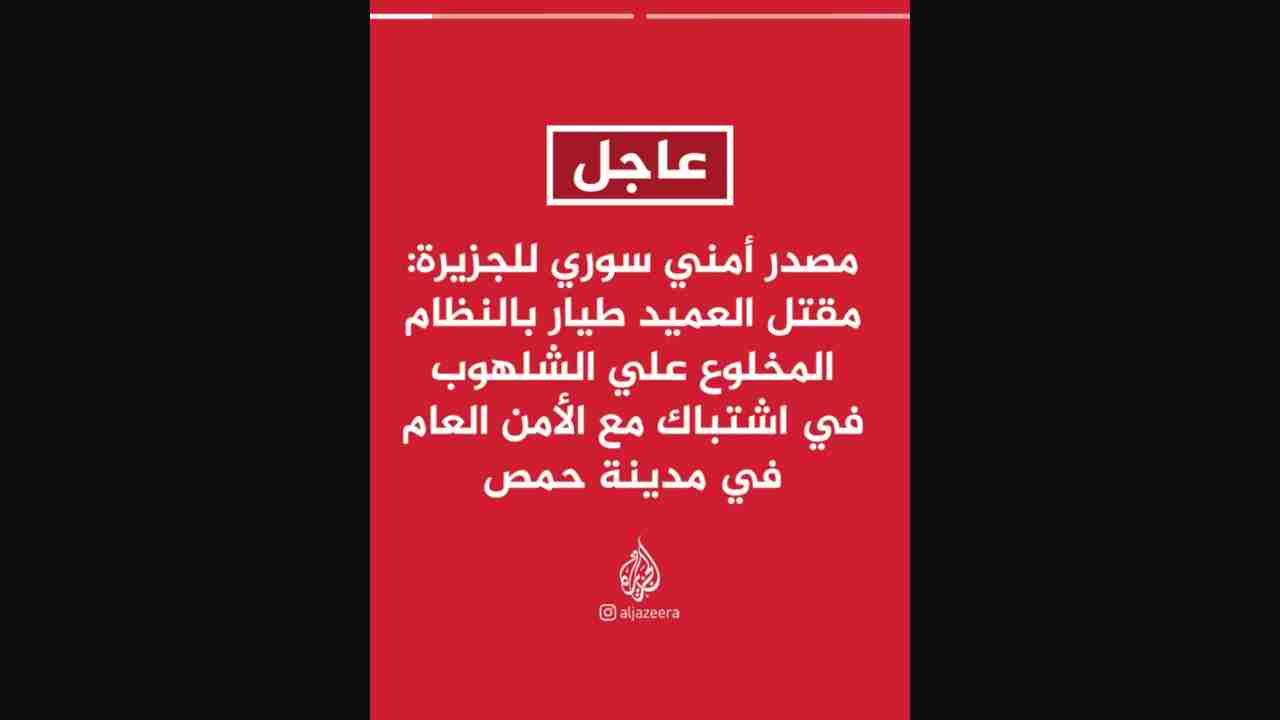 عاجل
مصدر أمني سوري للجزيرة:
مقتل العميد طيار بالنظام
المخلوع علي الشلهوب
في اشتباك مع الأمن العام
في مدينة حمص
الجزيرة
aljazeera